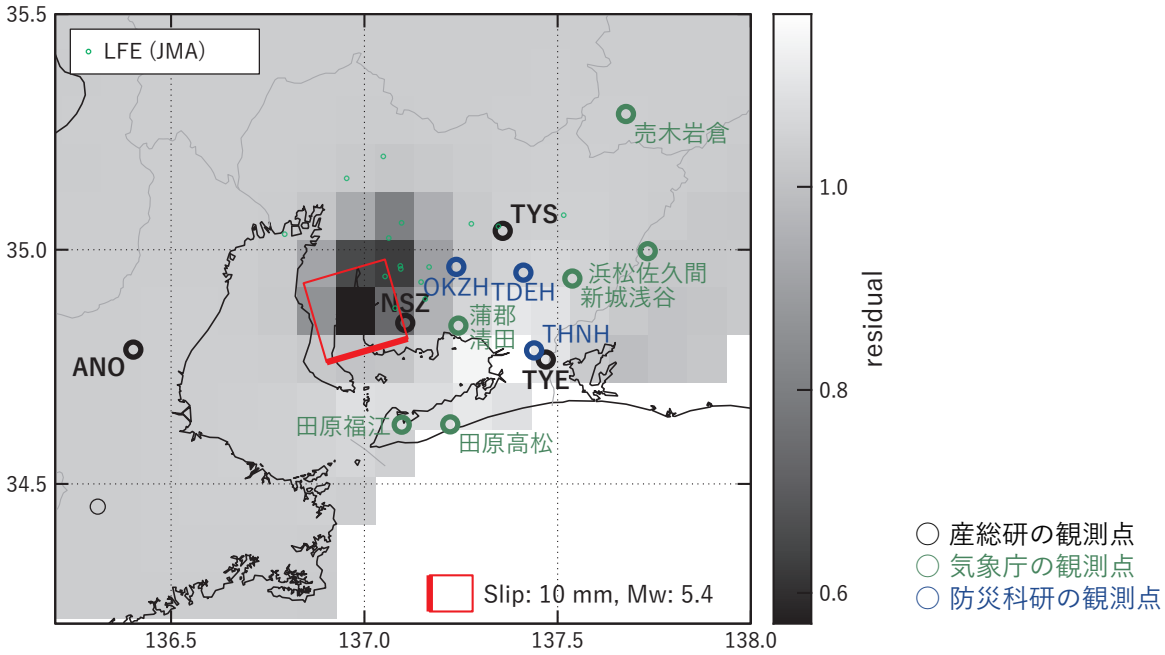 35.5
LFE (JMA)
売木岩倉
1.0
TYS
35.0
浜松佐久間
OKZH
TDEH
新城浅谷
NSZ
蒲郡
清田
THNH
residual
ANO
TYE
0.8
田原福江
田原高松
34.5
産総研の観測点
気象庁の観測点
防災科研の観測点
Slip: 10 mm, Mw: 5.4
0.6
136.5
137.0
137.5
138.0